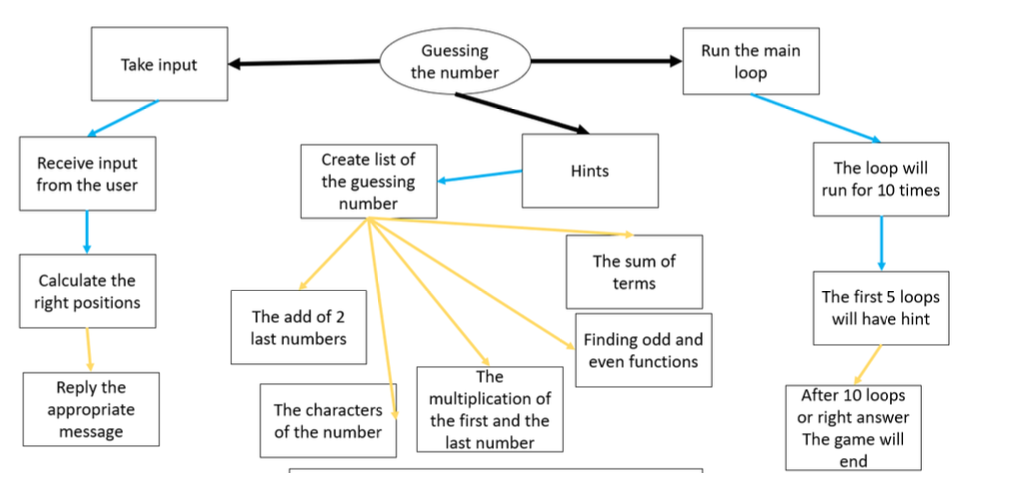 Guessing
the number
Take input
Run the main
loop
Receive input
from the user
Create list of
the guessing
number
Hints
The loop will
run for 10 times
Calculate the
right positions
The sum of
terms
The add of 2
last numbers
Finding odd and
even functions
The first 5 loops
will have hint
Reply the
appropriate
message
The characters
of the number
The
multiplication of
the first and the
last number
After 10 loops
or right answer
The game will
end